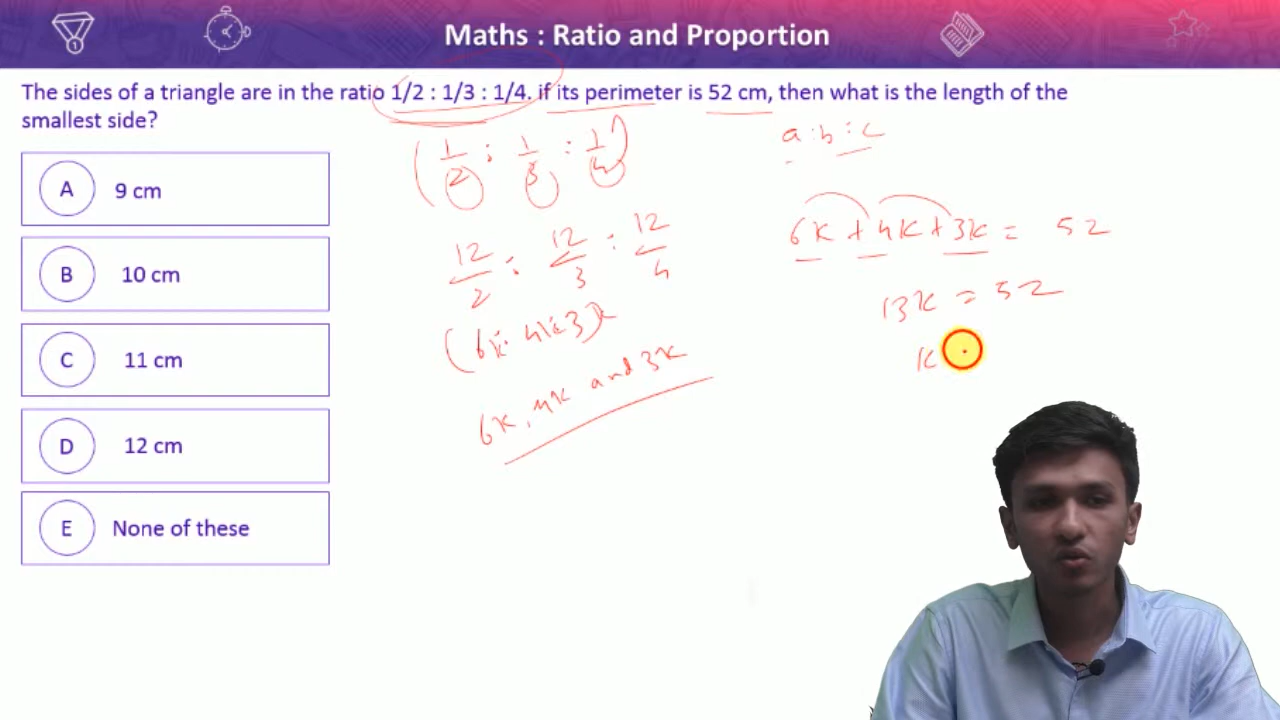 Maths : Ratio and Proportion
The sides of a triangle are in the ratio 1/2 : 1/3 : 1/4. if its perimeter is 52 cm, then what is the length of the
smallest side?
A 9 cm
B 10 cm
C 11 cm
D 12 cm
E None of these
(1/2 : 1/3 : 1/4)
12/2 : 12/3 : 12/4
6k, 4k and 3k
a : b : c
6k + 4k + 3k = 52
13k = 52
k